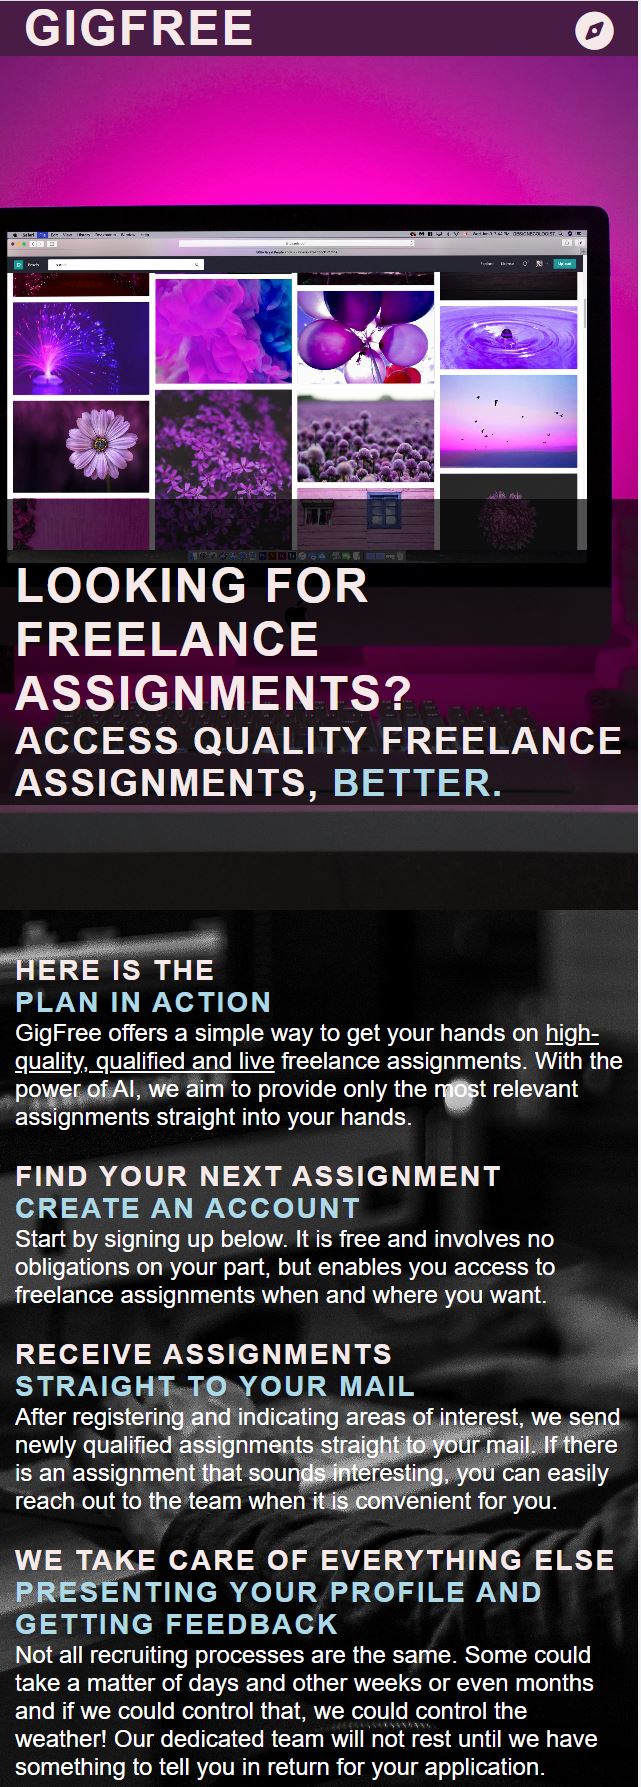 GIGFREE
LOOKING FOR
FREELANCE
ASSIGNMENTS?
ACCESS QUALITY FREELANCE
ASSIGNMENTS, BETTER.
HERE IS THE
PLAN IN ACTION
GigFree offers a simple way to get your hands on high-
quality, qualified and live freelance assignments. With the
power of AI, we aim to provide only the most relevant
assignments straight into your hands.
FIND YOUR NEXT ASSIGNMENT
CREATE AN ACCOUNT
Start by signing up below. It is free and involves no
obligations on your part, but enables you access to
freelance assignments when and where you want.
RECEIVE ASSIGNMENTS
STRAIGHT TO YOUR MAIL
After registering and indicating areas of interest, we send
newly qualified assignments straight to your mail. If there
is an assignment that sounds interesting, you can easily
reach out to the team when it is convenient for you.
WE TAKE CARE OF EVERYTHING ELSE
PRESENTING YOUR PROFILE AND
GETTING FEEDBACK
Not all recruiting processes are the same. Some could
take a matter of days and other weeks or even months
and if we could control that, we could control the
weather! Our dedicated team will not rest until we have
something to tell you in return for your application.